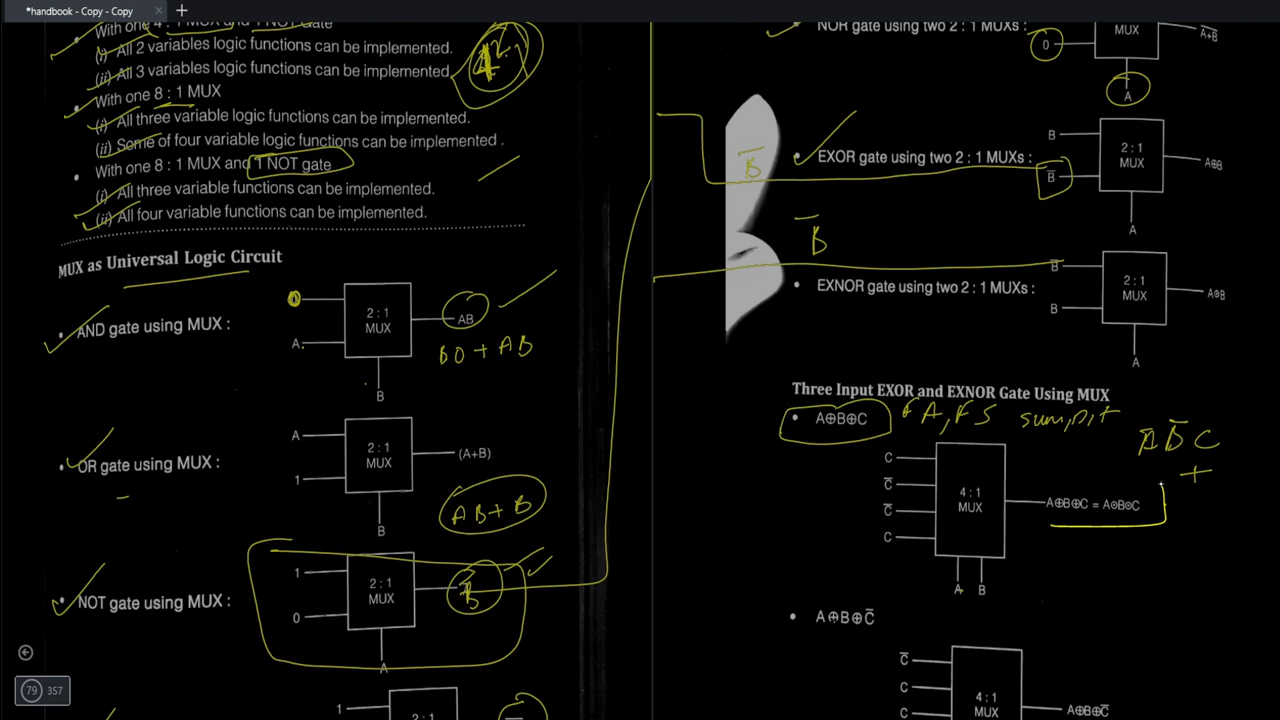 *handbook - Copy - Copy
With one 4 : 1 MUX and 1 NOT gate
(i) All 2 variables logic functions can be implemented.
(ii) All 3 variables logic functions can be implemented.
With one 8 : 1 MUX
(i) All three variable logic functions can be implemented.
(ii) Some of four variable logic functions can be implemented.
With one 8 : 1 MUX and 1 NOT gate
(i) All three variable functions can be implemented.
(ii) All four variable functions can be implemented.
MUX as Universal Logic Circuit
AND gate using MUX :
A
2 : 1
MUX
AB
B
B0 + AB
OR gate using MUX :
A
1
2 : 1
MUX
(A+B)
B
AB + B
NOT gate using MUX :
1
0
2 : 1
MUX
A
1
2 : 1
79 357
NOR gate using two 2 : 1 MUXs :
0
MUX
A̅+̅B̅
A
EXOR gate using two 2 : 1 MUXs :
B̅
B
B̅
2 : 1
MUX
A⊕B
A
B̅
EXNOR gate using two 2 : 1 MUXs :
B̅
B
2 : 1
MUX
A⊙B
A
Three Input EXOR and EXNOR Gate Using MUX
A⊕B⊕C
FA, FS sum,
A̅ B̅ C
+
C
C̅
C̅
C
4 : 1
MUX
A⊕B⊕C = A⊙B⊙C
A B
A⊕B⊕C̅
C̅
C
C
4 : 1
MUX
A⊕B⊕C̅